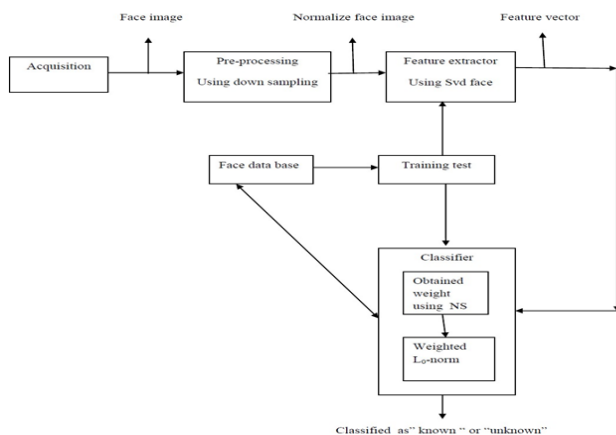 Face image
Normalize face image
Feature vector
Acquisition
Pre-processing
Using down sampling
Feature extractor
Using Svd face
Face data base
Training test
Classifier
Obtained
weight
using NS
Weighted
L₀-norm
Classified as" known " or "unknown"